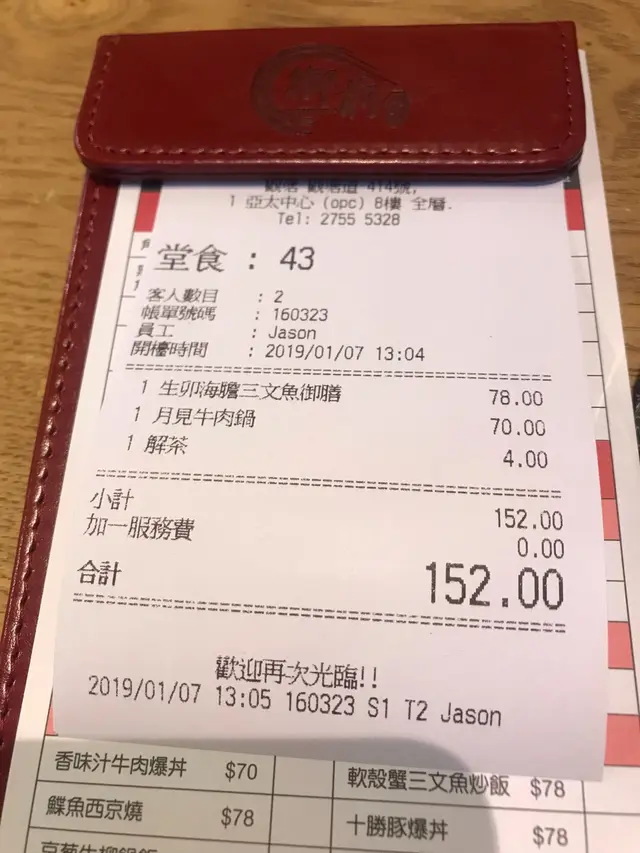 觀塘 觀塘道 414號,
1 亞太中心 (opc) 8樓 全層.
Tel: 2755 5328
堂食 : 43
客人數目 : 2
帳單號碼 : 160323
員工 : Jason
開檯時間 : 2019/01/07 13:04
1 生卯海膽三文魚御膳 78.00
1 月見牛肉鍋 70.00
1 解茶 4.00
小計 152.00
加一服務費 0.00
合計 152.00
歡迎再次光臨!!
2019/01/07 13:05 160323 S1 T2 Jason
香味汁牛肉爆丼 $70
軟殼蟹三文魚炒飯 $78
鰈魚西京燒 $78
十勝豚爆丼 $78